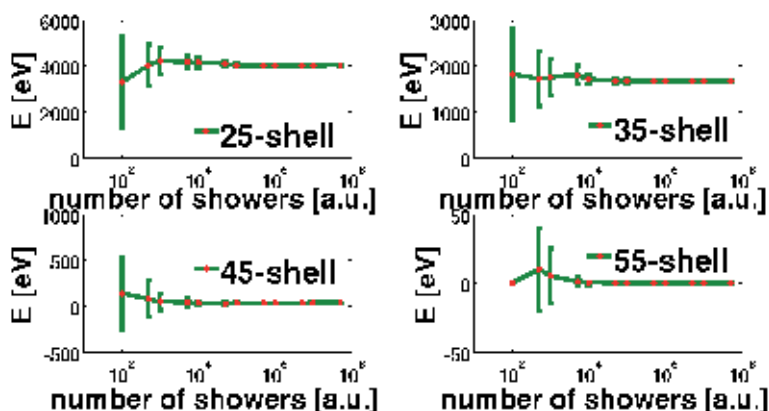 6000
4000
2000
0
E [eV]
25-shell
10² 10⁴ 10⁶ 10⁸
number of showers [a.u.]
3000
2000
1000
0
E [eV]
35-shell
10² 10⁴ 10⁶ 10⁸
number of showers [a.u.]
1000
500
0
-500
E [eV]
45-shell
10² 10⁴ 10⁶ 10⁸
number of showers [a.u.]
50
0
-50
E [eV]
55-shell
10² 10⁴ 10⁶ 10⁸
number of showers [a.u.]